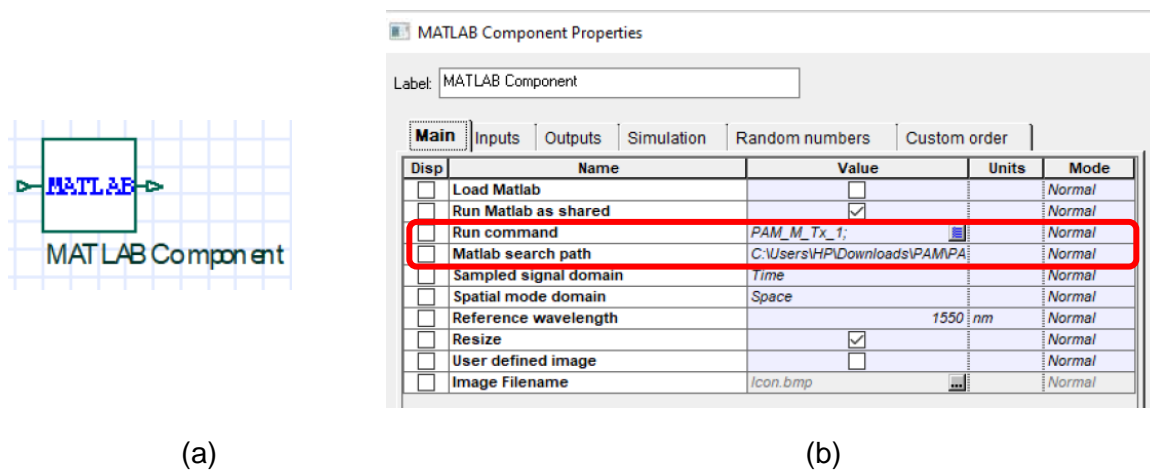 MATLAB Component Properties
Label: MATLAB Component
MATLAB
MATLAB Component
Main Inputs Outputs Simulation Random numbers Custom order
Disp Name Value Units Mode
Load Matlab Normal
Run Matlab as shared Normal
Run command PAM_M_Tx_1; Normal
Matlab search path C:\Users\HP\Downloads\PAM\PA Normal
Sampled signal domain Time Normal
Spatial mode domain Space Normal
Reference wavelength 1550 nm Normal
Resize Normal
User defined image Normal
Image Filename Icon.bmp ... Normal
(a) (b)